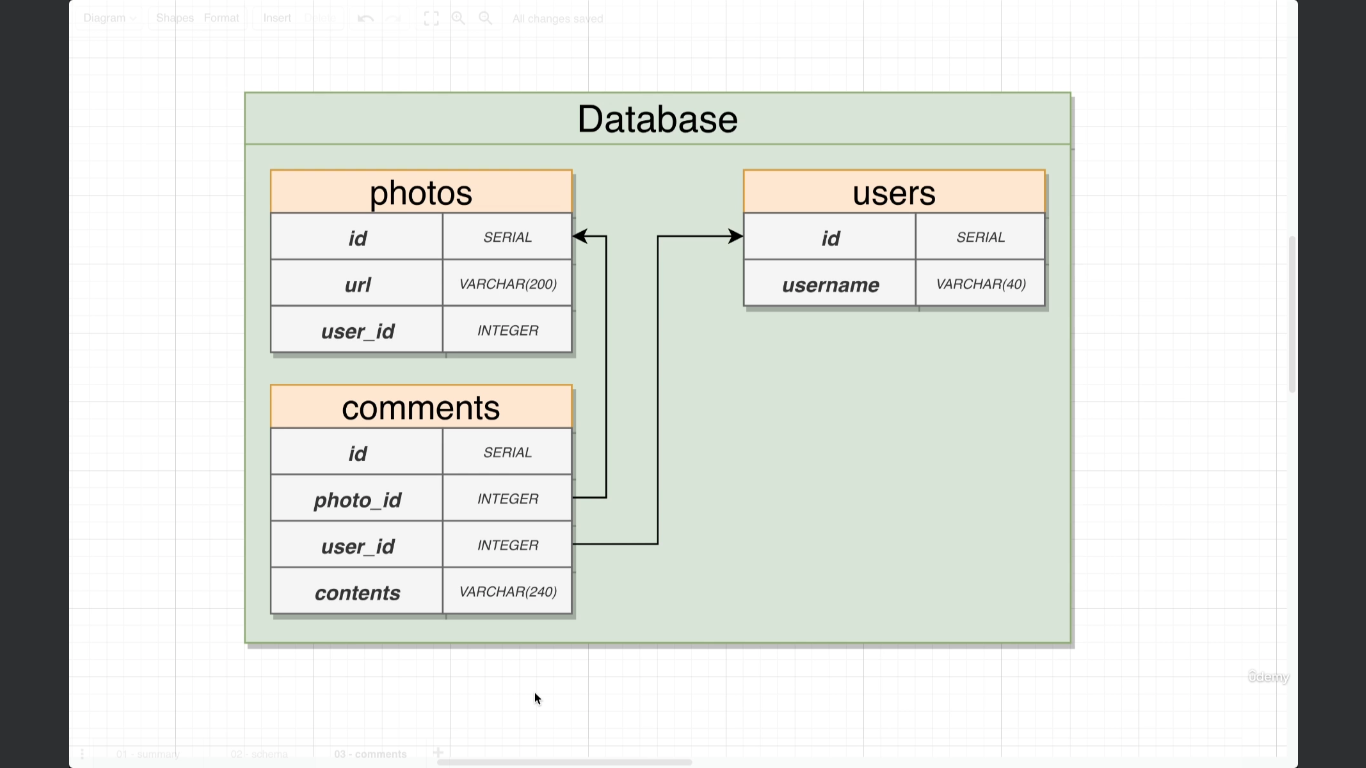 Diagram Shapes Format Insert All changes saved
Database
photos
id SERIAL
url VARCHAR(200)
user_id INTEGER
users
id SERIAL
username VARCHAR(40)
comments
id SERIAL
photo_id INTEGER
user_id INTEGER
contents VARCHAR(240)
ûdemy
01 - summary 02 - schema 03 - comments